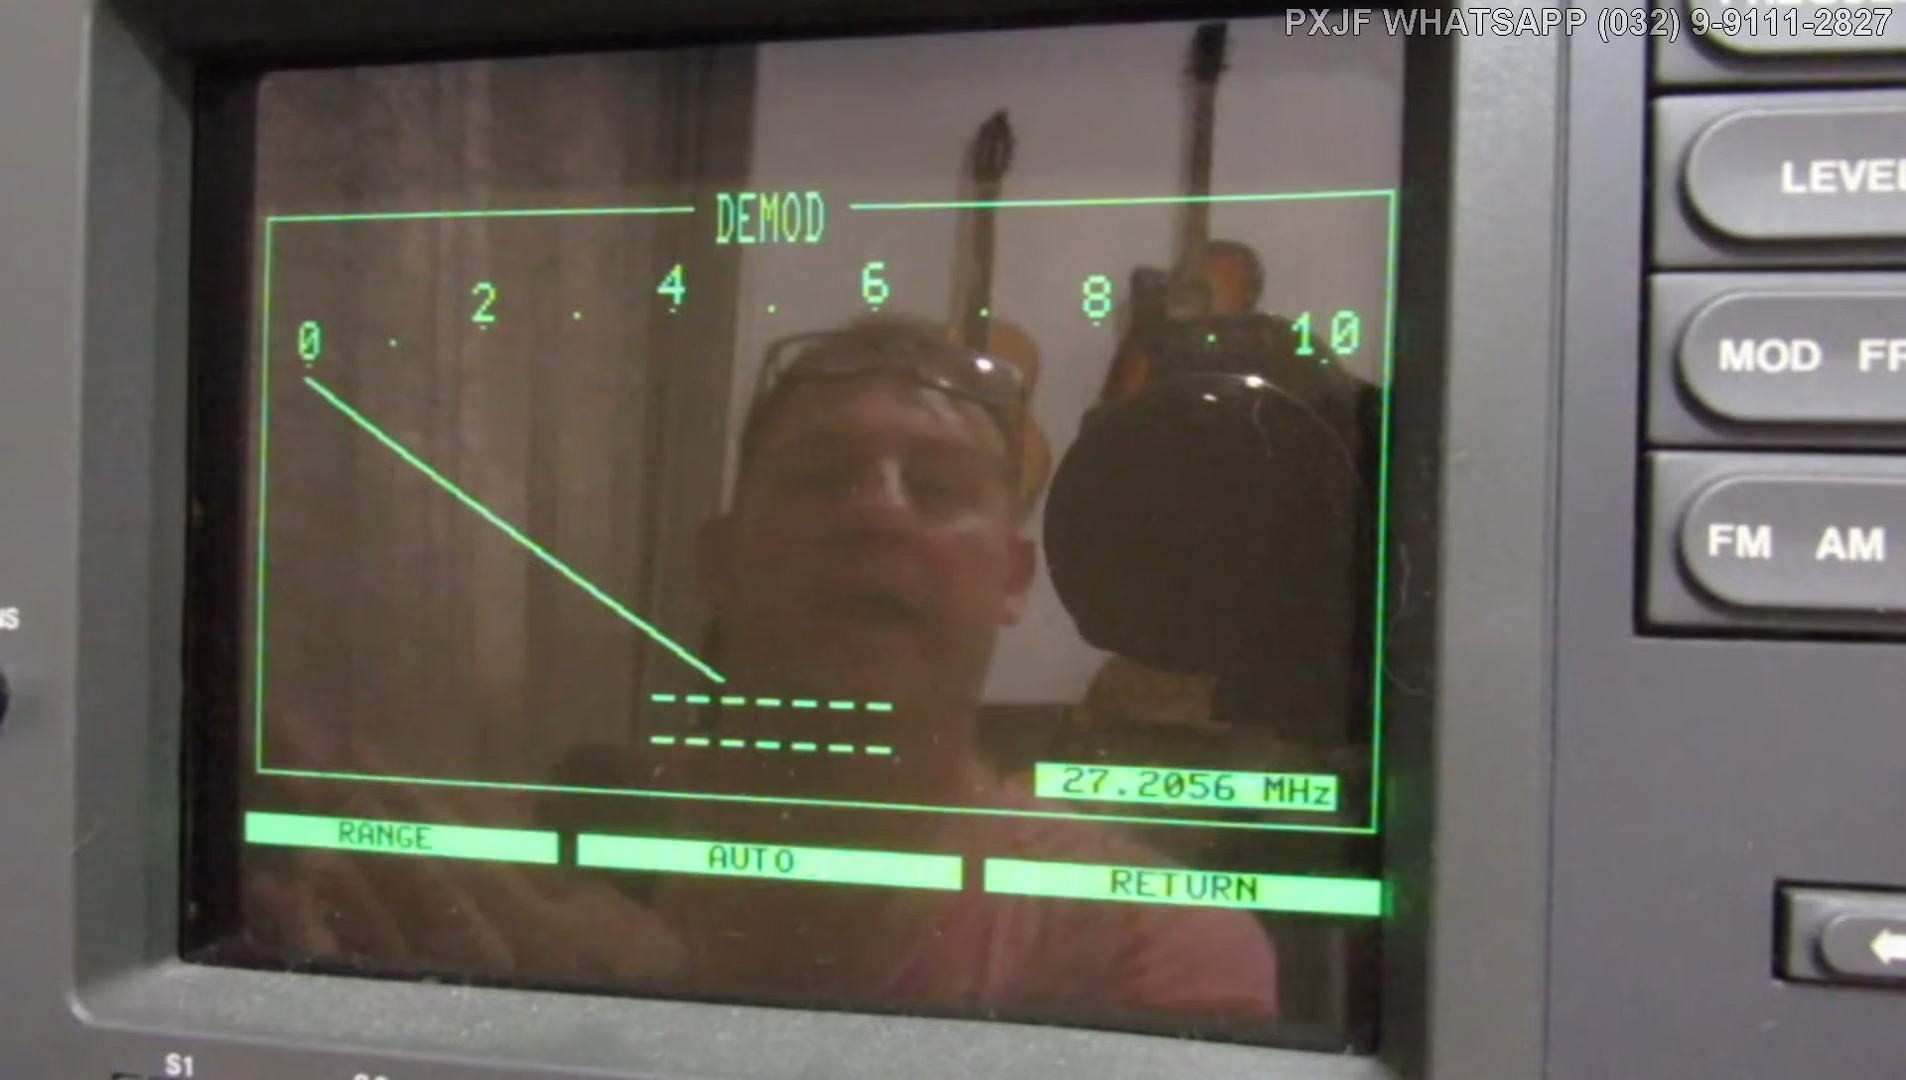 PXJF WHATSAPP (032) 9-9111-2827
DEMOD
0 2 4 6 8 10
27.2056 MHz
RANGE AUTO RETURN
LEVEL
MOD FR
FM AM
S1